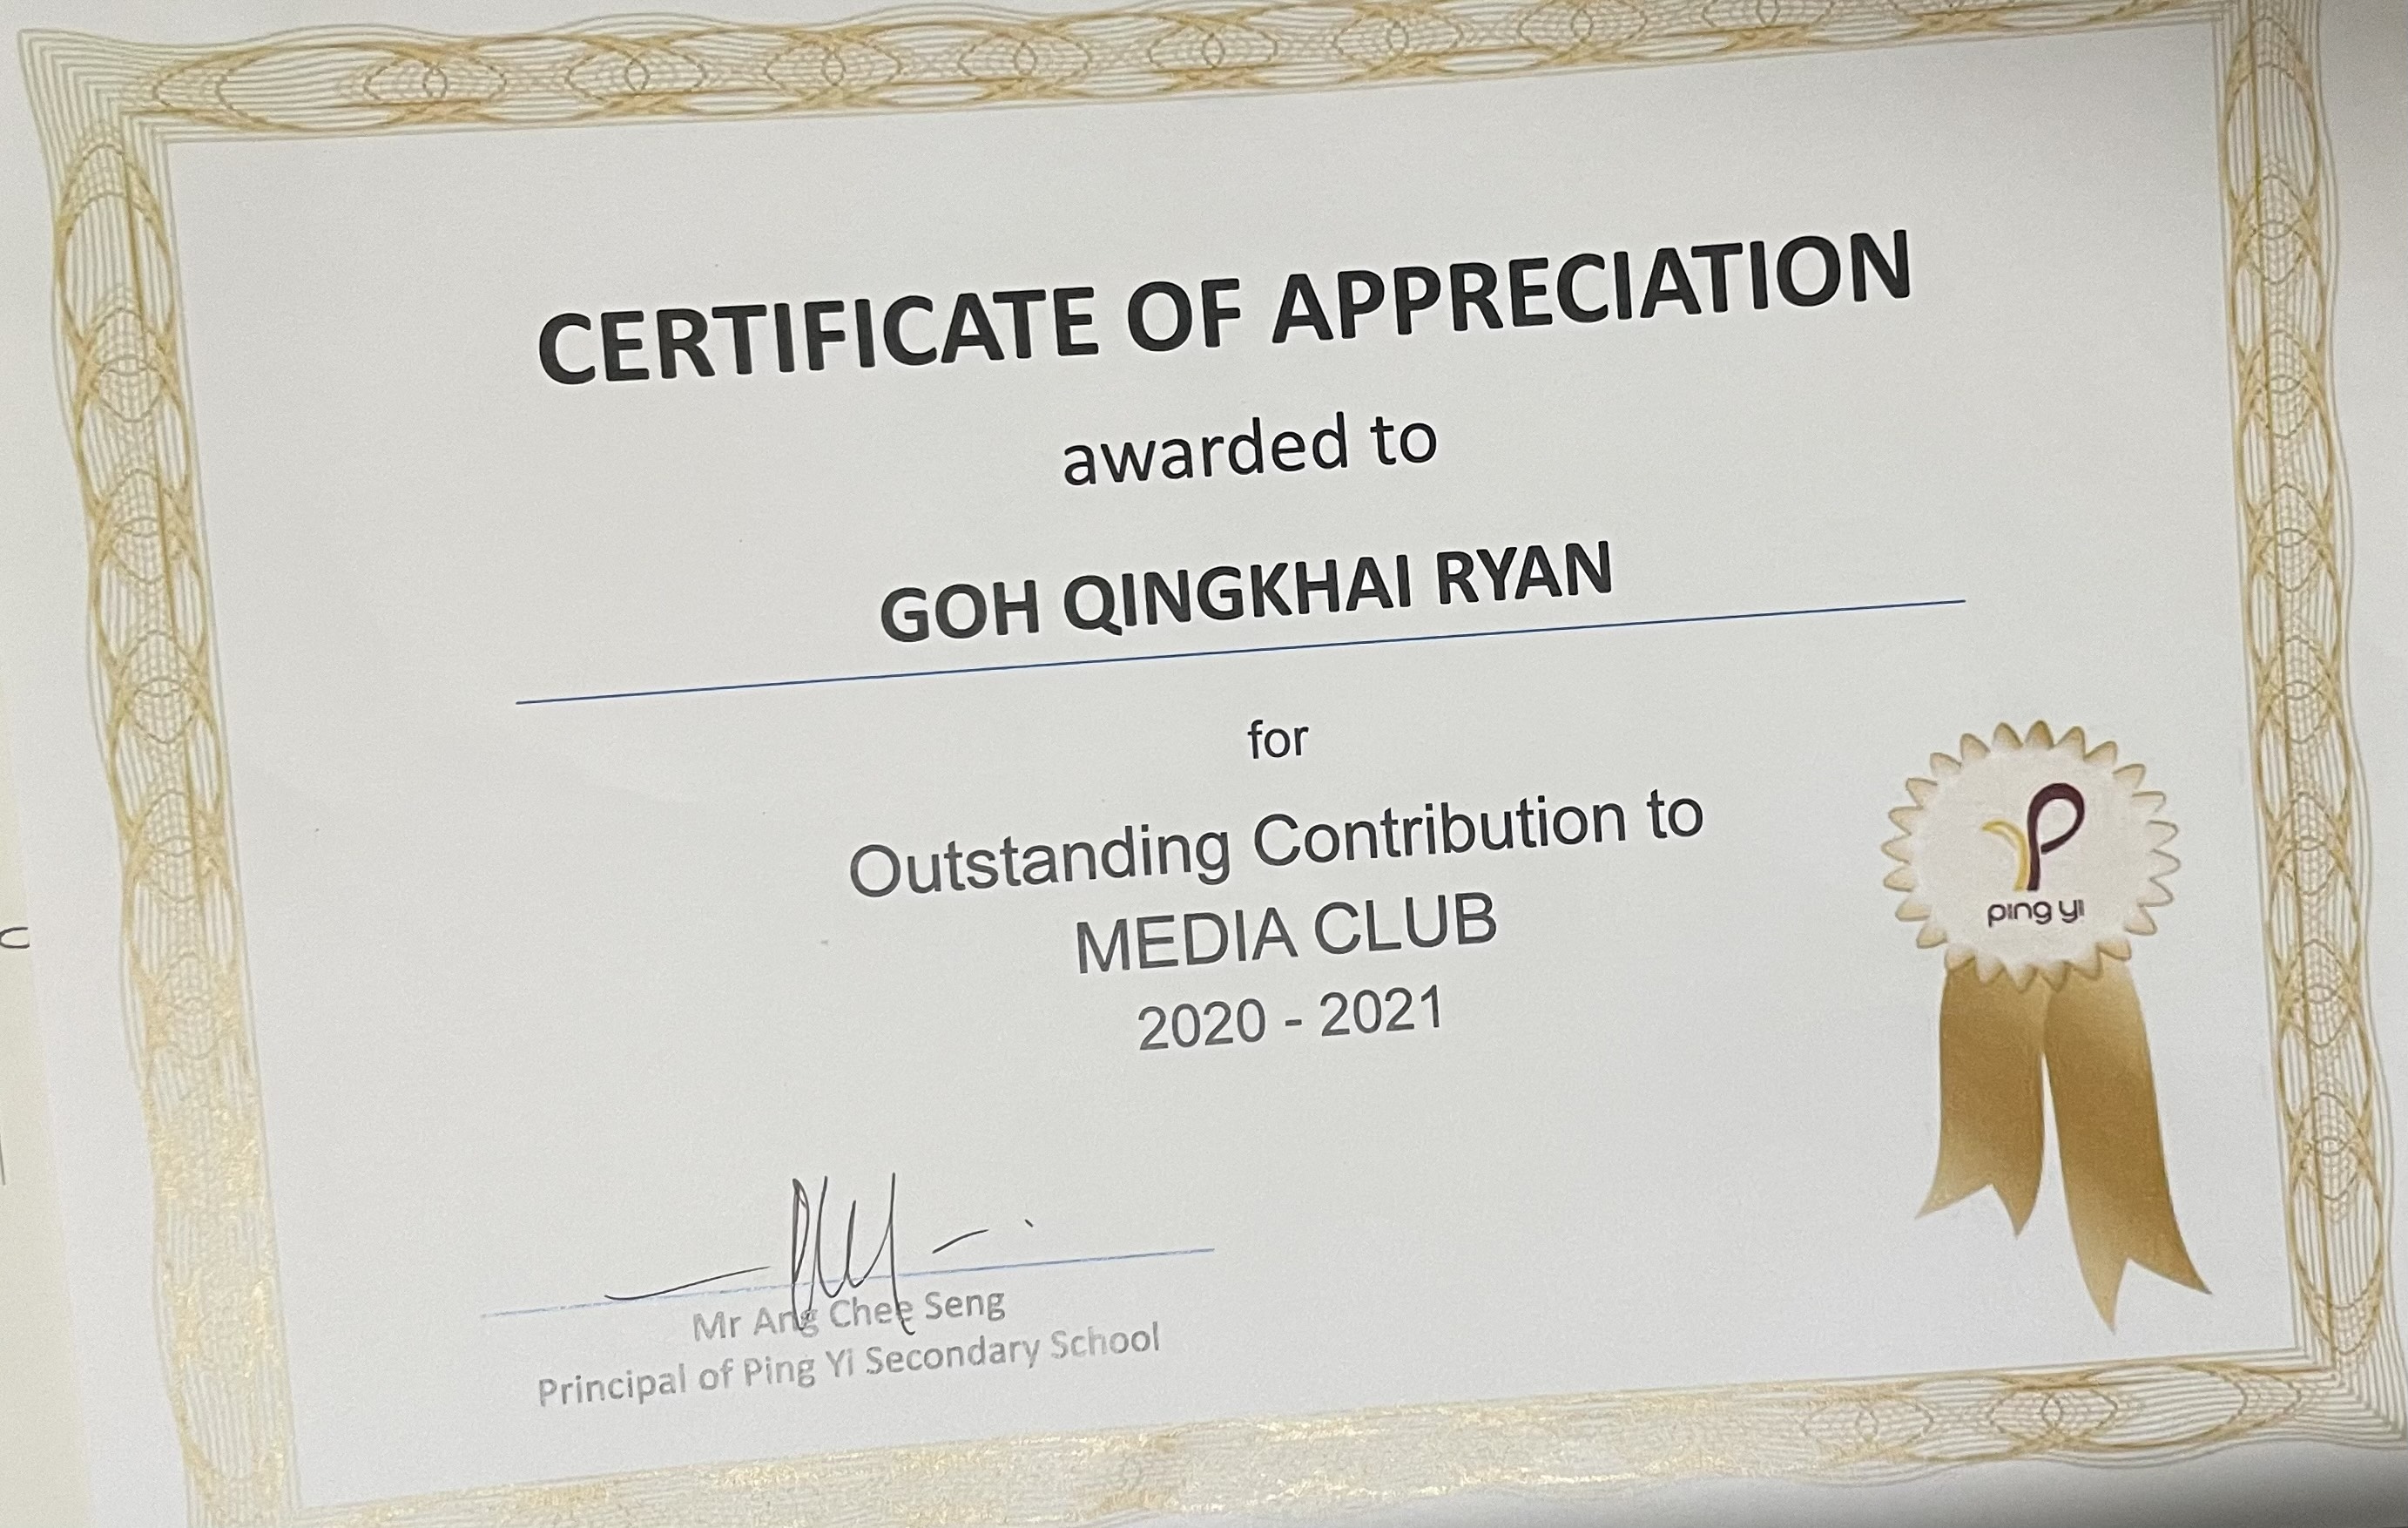 CERTIFICATE OF APPRECIATION
awarded to
GOH QINGKHAI RYAN
for
Outstanding Contribution to
MEDIA CLUB
2020 - 2021
ping yi
Mr Ang Chee Seng
Principal of Ping Yi Secondary School